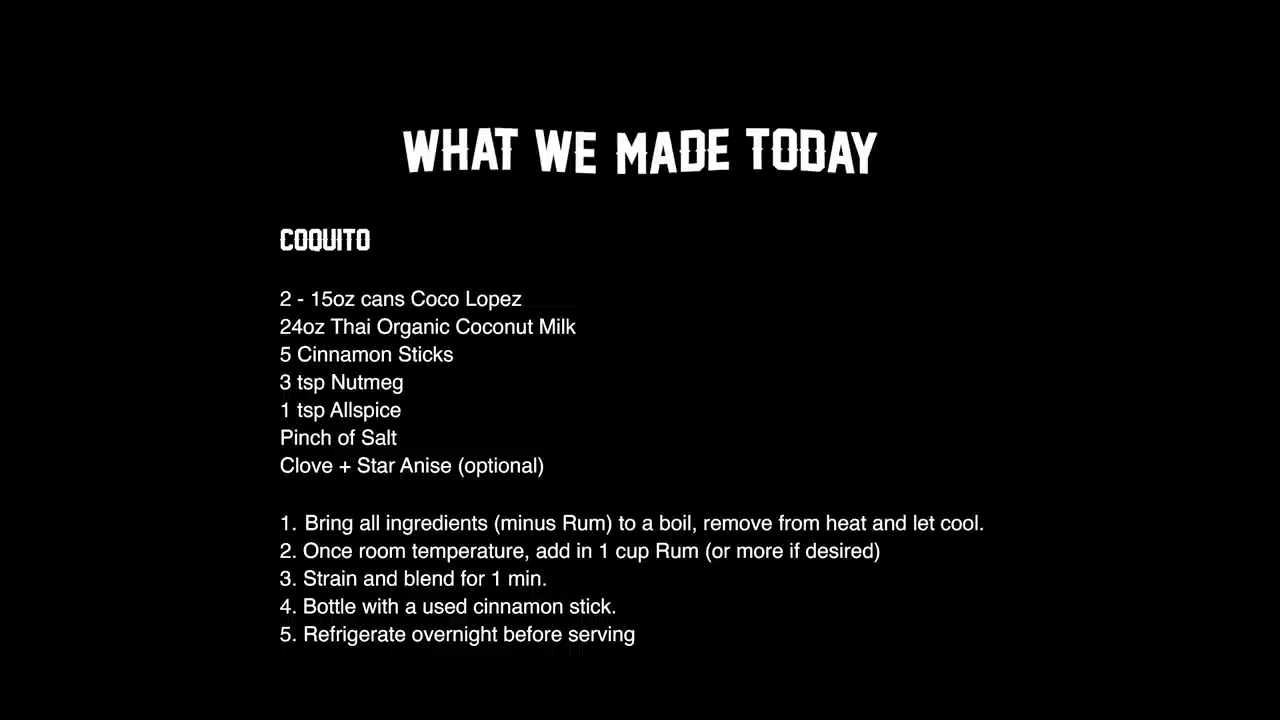 WHAT WE MADE TODAY
COQUITO
2 - 15oz cans Coco Lopez
24oz Thai Organic Coconut Milk
5 Cinnamon Sticks
3 tsp Nutmeg
1 tsp Allspice
Pinch of Salt
Clove + Star Anise (optional)
1. Bring all ingredients (minus Rum) to a boil, remove from heat and let cool.
2. Once room temperature, add in 1 cup Rum (or more if desired)
3. Strain and blend for 1 min.
4. Bottle with a used cinnamon stick.
5. Refrigerate overnight before serving